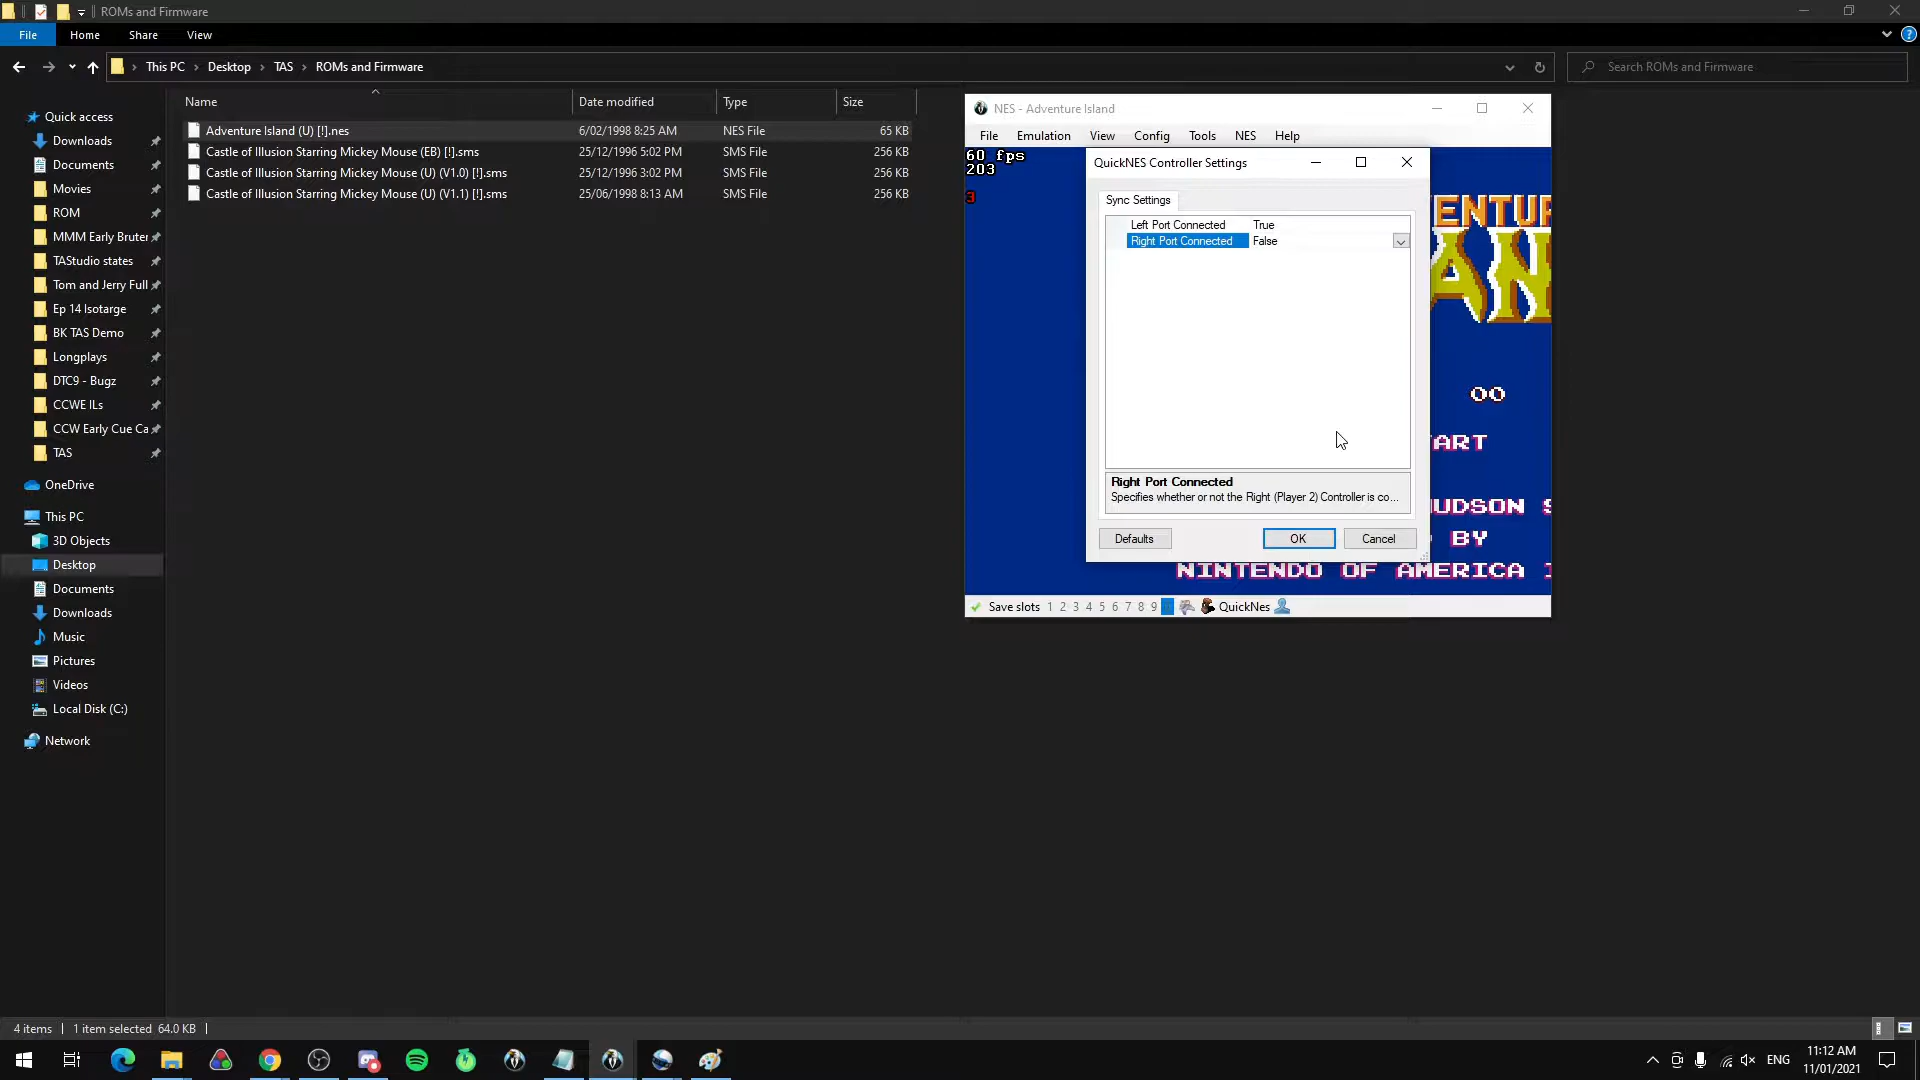 ROMs and Firmware
File Home Share View
This PC Desktop TAS ROMs and Firmware
Search ROMs and Firmware
Name Date modified Type Size
Adventure Island (U) [!].nes 6/02/1998 8:25 AM NES File 65 KB
Castle of Illusion Starring Mickey Mouse (EB) [!].sms 25/12/1996 5:02 PM SMS File 256 KB
Castle of Illusion Starring Mickey Mouse (U) (V1.0) [!].sms 25/12/1996 3:02 PM SMS File 256 KB
Castle of Illusion Starring Mickey Mouse (U) (V1.1) [!].sms 25/06/1998 8:13 AM SMS File 256 KB
Quick access
Downloads
Documents
Movies
ROM
MMM Early Bruter
TAStudio states
Tom and Jerry Full
Ep 14 Isotarge
BK TAS Demo
Longplays
DTC9 - Bugz
CCWE ILs
CCW Early Cue Ca
TAS
OneDrive
This PC
3D Objects
Desktop
Documents
Downloads
Music
Pictures
Videos
Local Disk (C:)
Network
NES - Adventure Island
File Emulation View Config Tools NES Help
60 fps
203
3
QuickNES Controller Settings
Sync Settings
Left Port Connected True
Right Port Connected False
Right Port Connected
Specifies whether or not the Right (Player 2) Controller is co...
Defaults OK Cancel
ENTUR
AN
00
ART
UDSON S
BY
NINTENDO OF AMERICA I
Save slots 1 2 3 4 5 6 7 8 9 QuickNes
4 items 1 item selected 64.0 KB
ENG
11:12 AM
11/01/2021